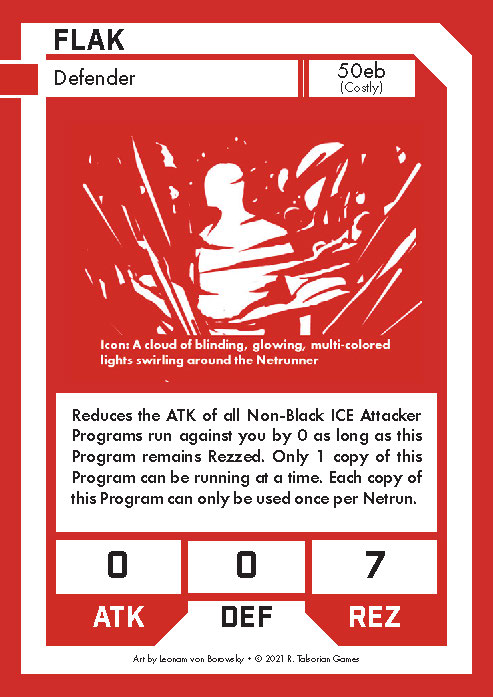 FLAK
Defender
50eb
(Costly)
Icon: A cloud of blinding, glowing, multi-colored
lights swirling around the Netrunner
Reduces the ATK of all Non-Black ICE Attacker
Programs run against you by 0 as long as this
Program remains Rezzed. Only 1 copy of this
Program can be running at a time. Each copy of
this Program can only be used once per Netrun.
0 0 7
ATK DEF REZ
Art by Leonam von Borowsky • © 2021 R. Talsorian Games